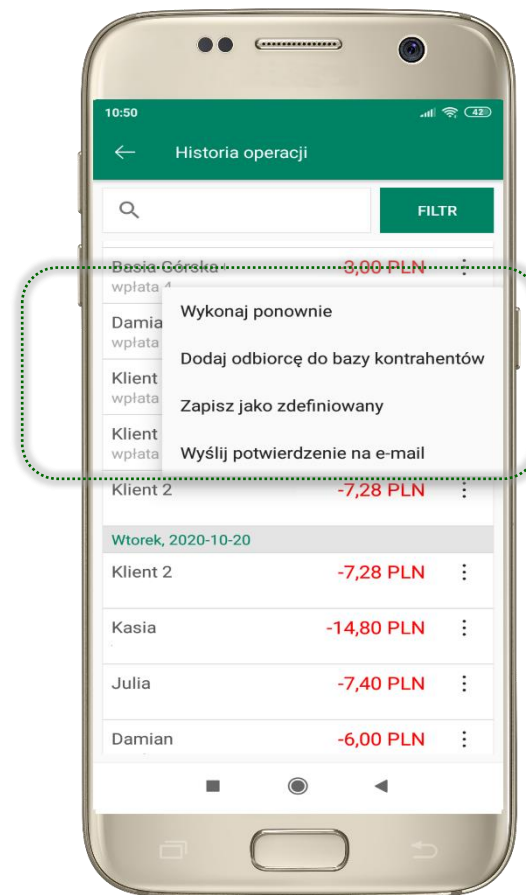 10:50
42
Historia operacji
FILTR
Basia Górska
3,00 PLN
wpłata 4
Damia
wpłata
Klient
wpłata
Klient
wpłata
Wykonaj ponownie
Dodaj odbiorcę do bazy kontrahentów
Zapisz jako zdefiniowany
Wyślij potwierdzenie na e-mail
Klient 2 -7,28 PLN
Wtorek, 2020-10-20
Klient 2 -7,28 PLN
Kasia -14,80 PLN
Julia -7,40 PLN
Damian -6,00 PLN